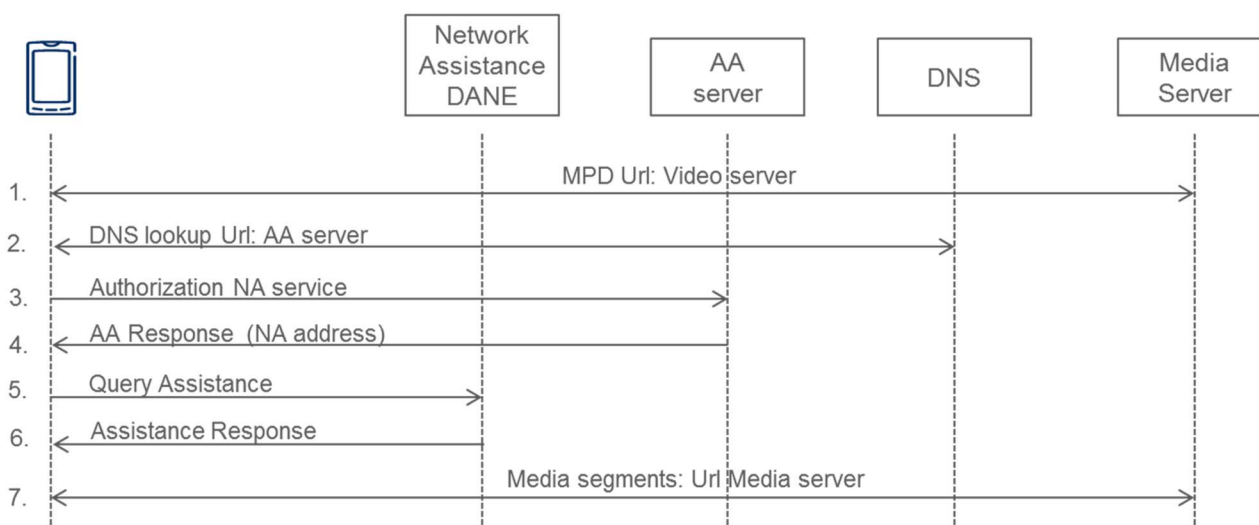 Network
Assistance
DANE
AA
server
DNS
Media
Server
1. MPD Url: Video server
2. DNS lookup Url: AA server
3. Authorization NA service
4. AA Response (NA address)
5. Query Assistance
6. Assistance Response
7. Media segments: Url Media server